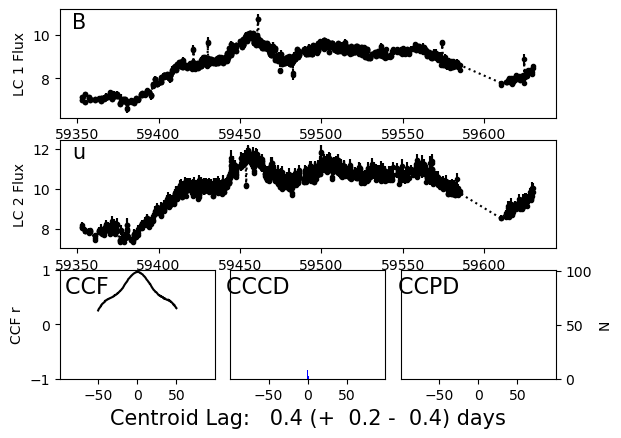 B
LC 1 Flux
10
8
59350 59400 59450 59500 59550 59600
u
LC 2 Flux
12
10
8
59350 59400 59450 59500 59550 59600
CCF CCCD CCPD
CCF r
1
0
−1
100
50
0
N
−50 0 50 −50 0 50 −50 0 50
Centroid Lag: 0.4 (+ 0.2 - 0.4) days